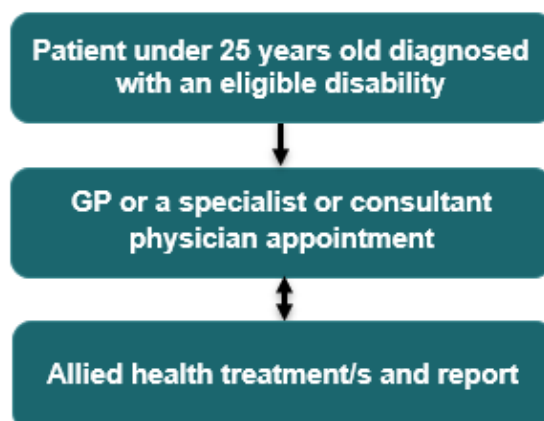 Patient under 25 years old diagnosed
with an eligible disability
GP or a specialist or consultant
physician appointment
Allied health treatment/s and report